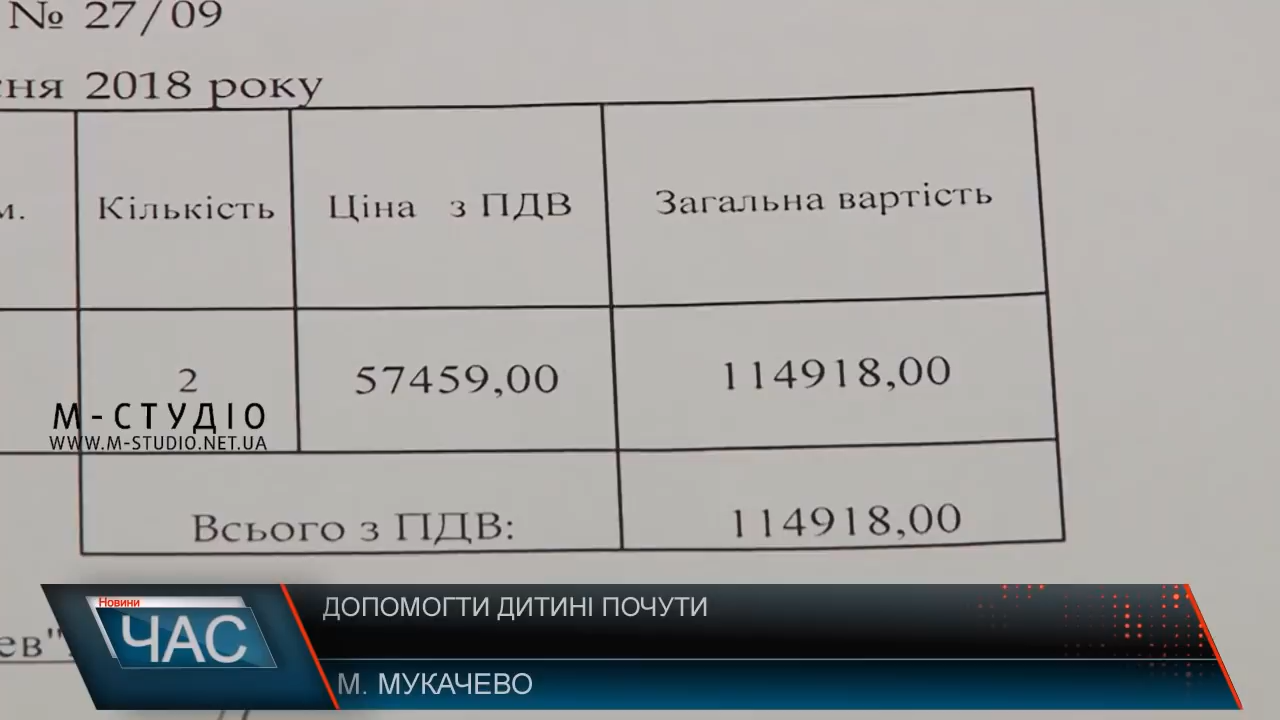 № 27/09
2018 року
Кількість Ціна з ПДВ Загальна вартість
2 57459,00 114918,00
М-СТУДІО
WWW.M-STUDIO.NET.UA
Всього з ПДВ: 114918,00
Новини
ЧАС
ДОПОМОГТИ ДИТИНІ ПОЧУТИ
М. МУКАЧЕВО